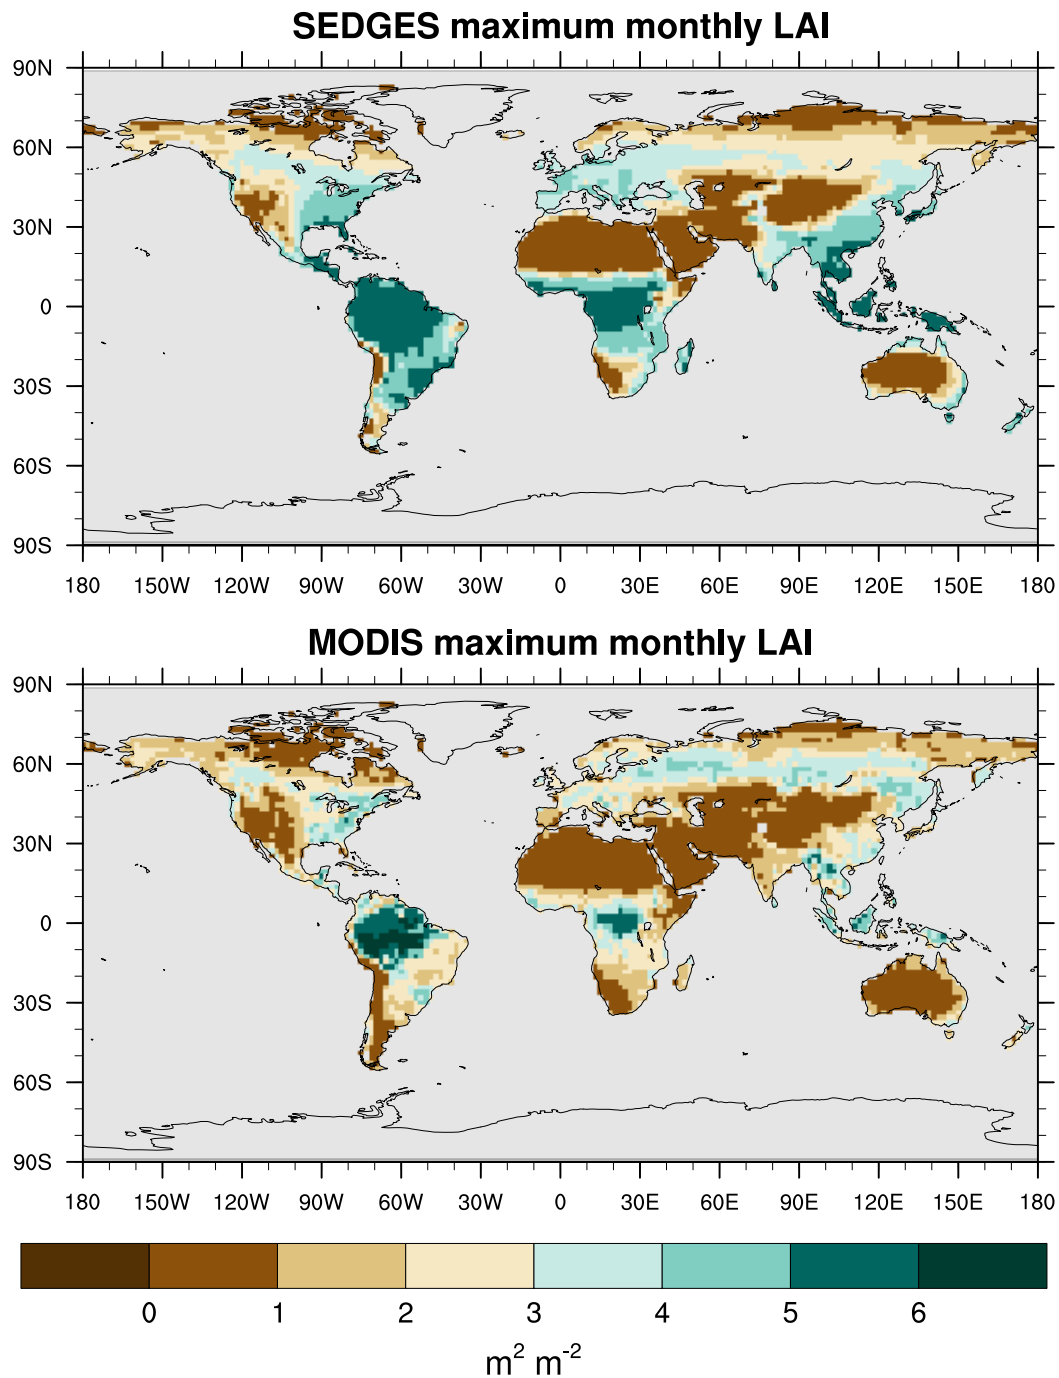 SEDGES maximum monthly LAI
90N
60N
30N
0
30S
60S
90S
180 150W 120W 90W 60W 30W 0 30E 60E 90E 120E 150E 180
MODIS maximum monthly LAI
90N
60N
30N
0
30S
60S
90S
180 150W 120W 90W 60W 30W 0 30E 60E 90E 120E 150E 180
0 1 2 3 4 5 6
m² m⁻²